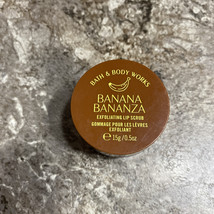 BATH & BODY WORKS
BANANA
BANANZA
EXFOLIATING LIP SCRUB
GOMMAGE POUR LES LÈVRES
EXFOLIANT
℮ 15g / 0.5oz